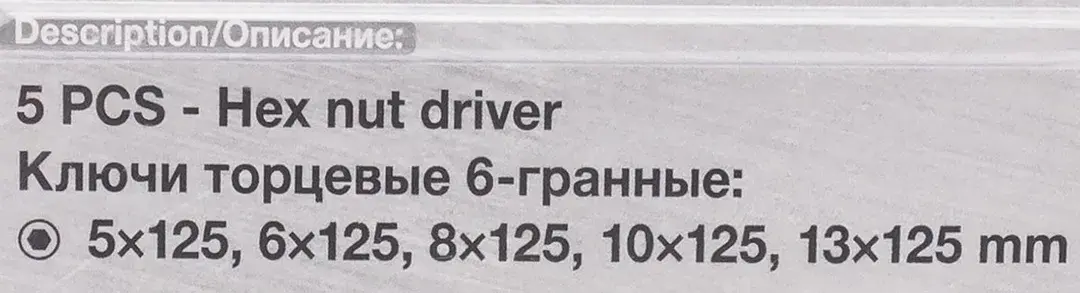 Description/Описание:
5 PCS - Hex nut driver
Ключи торцевые 6-гранные:
5×125, 6×125, 8×125, 10×125, 13×125 mm